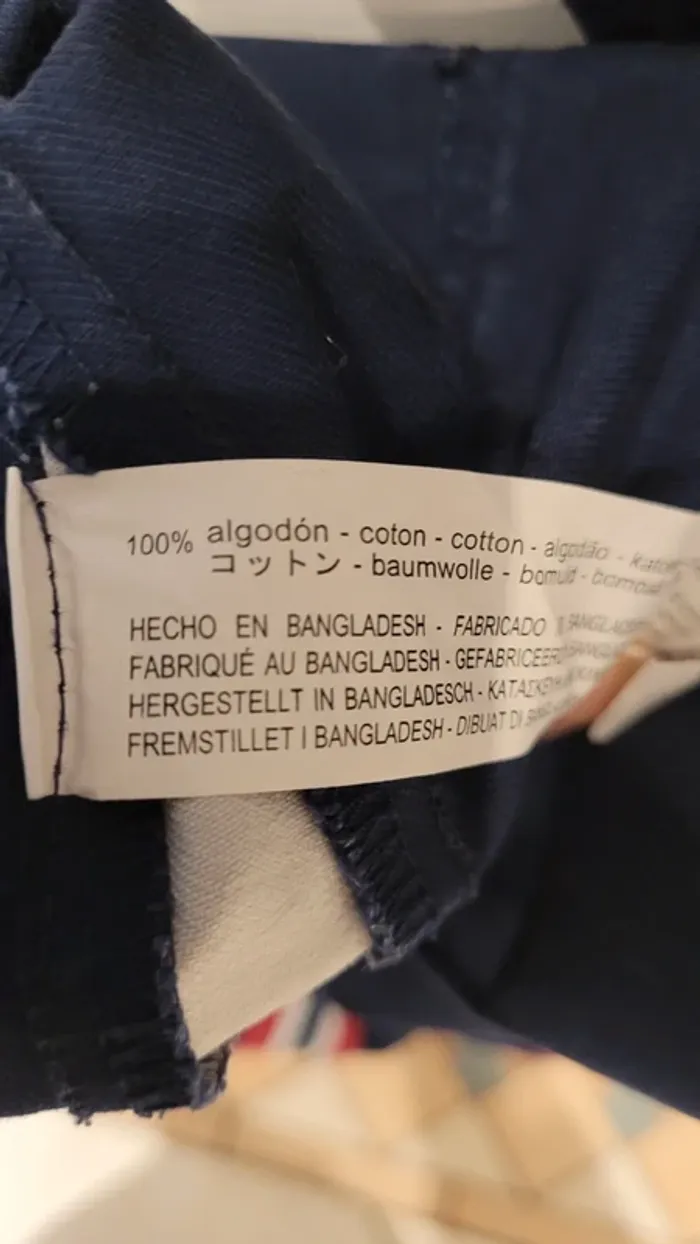 100% algodón - coton - cotton - algodão -
コットン - baumwolle - bomuld -
HECHO EN BANGLADESH - FABRICADO
FABRIQUÉ AU BANGLADESH -
HERGESTELLT IN BANGLADESCH -
FREMSTILLET I BANGLADESH - DIBUAT DI